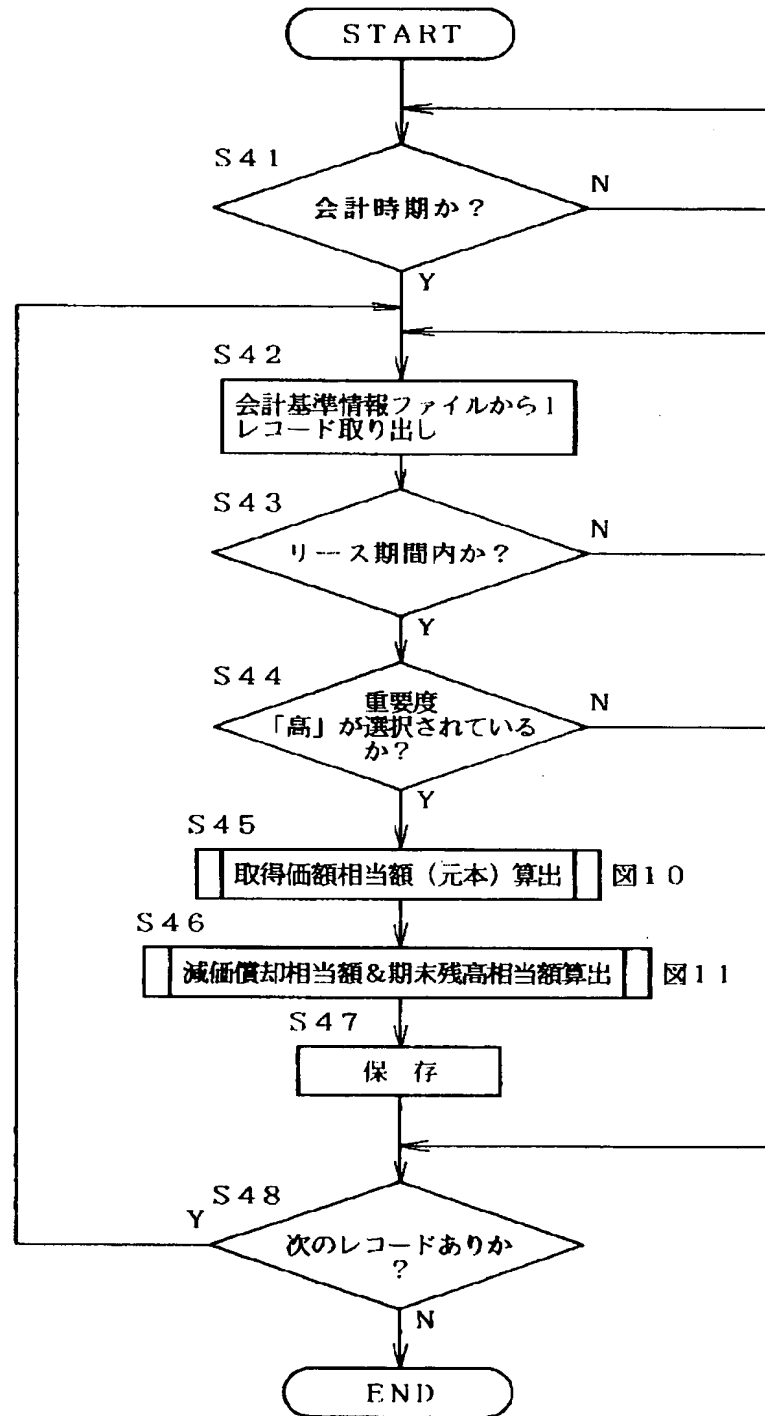 START
S41
会計時期か?
N
Y
S42
会計基準情報ファイルから1
レコード取り出し
S43
リース期間内か?
N
Y
S44
重要度
「高」が選択されている
か?
N
Y
S45
取得価額相当額(元本)算出
図10
S46
減価償却相当額&期末残高相当額算出
図11
S47
保 存
S48
Y
次のレコードありか
?
N
END